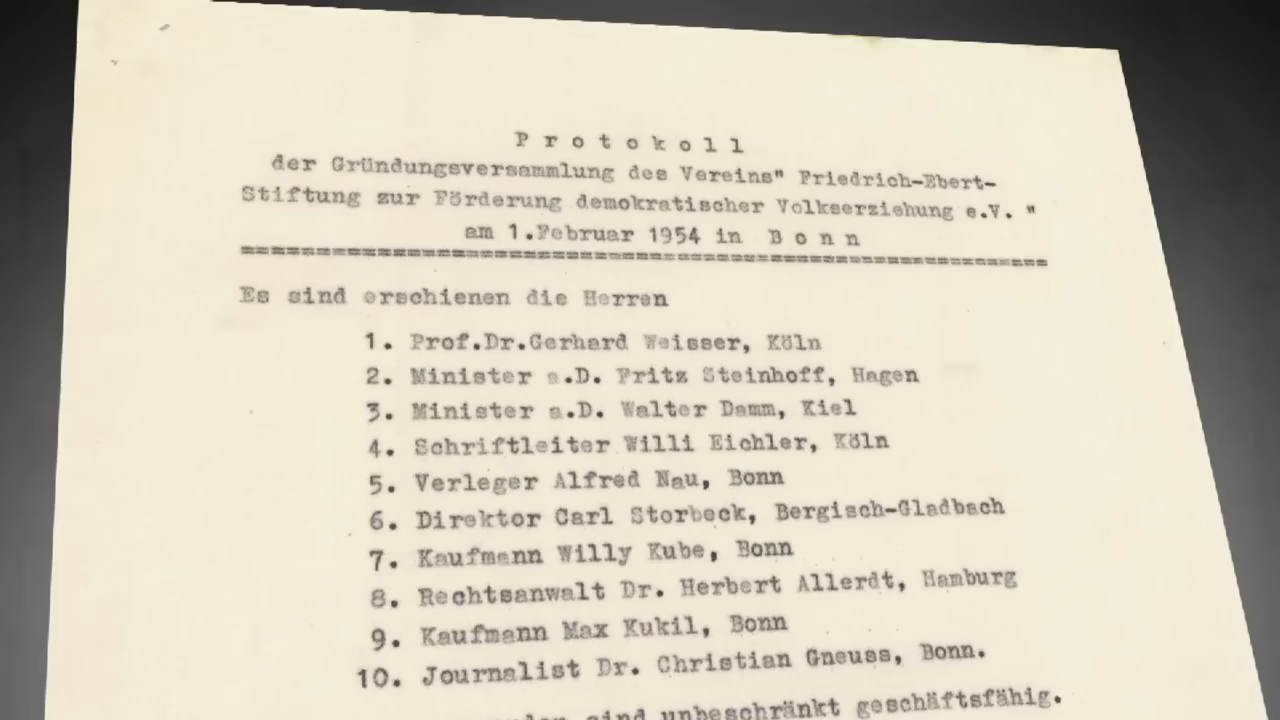 P r o t o k o l l
der Gründungsversammlung des Vereins" Friedrich-Ebert-
Stiftung zur Förderung demokratischer Volkserziehung e.V. "
am 1.Februar 1954 in B o n n
Es sind erschienen die Herren
1. Prof.Dr.Gerhard Weisser, Köln
2. Minister a.D. Fritz Steinhoff, Hagen
3. Minister a.D. Walter Damm, Kiel
4. Schriftleiter Willi Eichler, Köln
5. Verleger Alfred Nau, Bonn
6. Direktor Carl Storbeck, Bergisch-Gladbach
7. Kaufmann Willy Kube, Bonn
8. Rechtsanwalt Dr. Herbert Allerdt, Hamburg
9. Kaufmann Max Kukil, Bonn
10. Journalist Dr. Christian Gneuss, Bonn.
sind unbeschränkt geschäftsfähig.